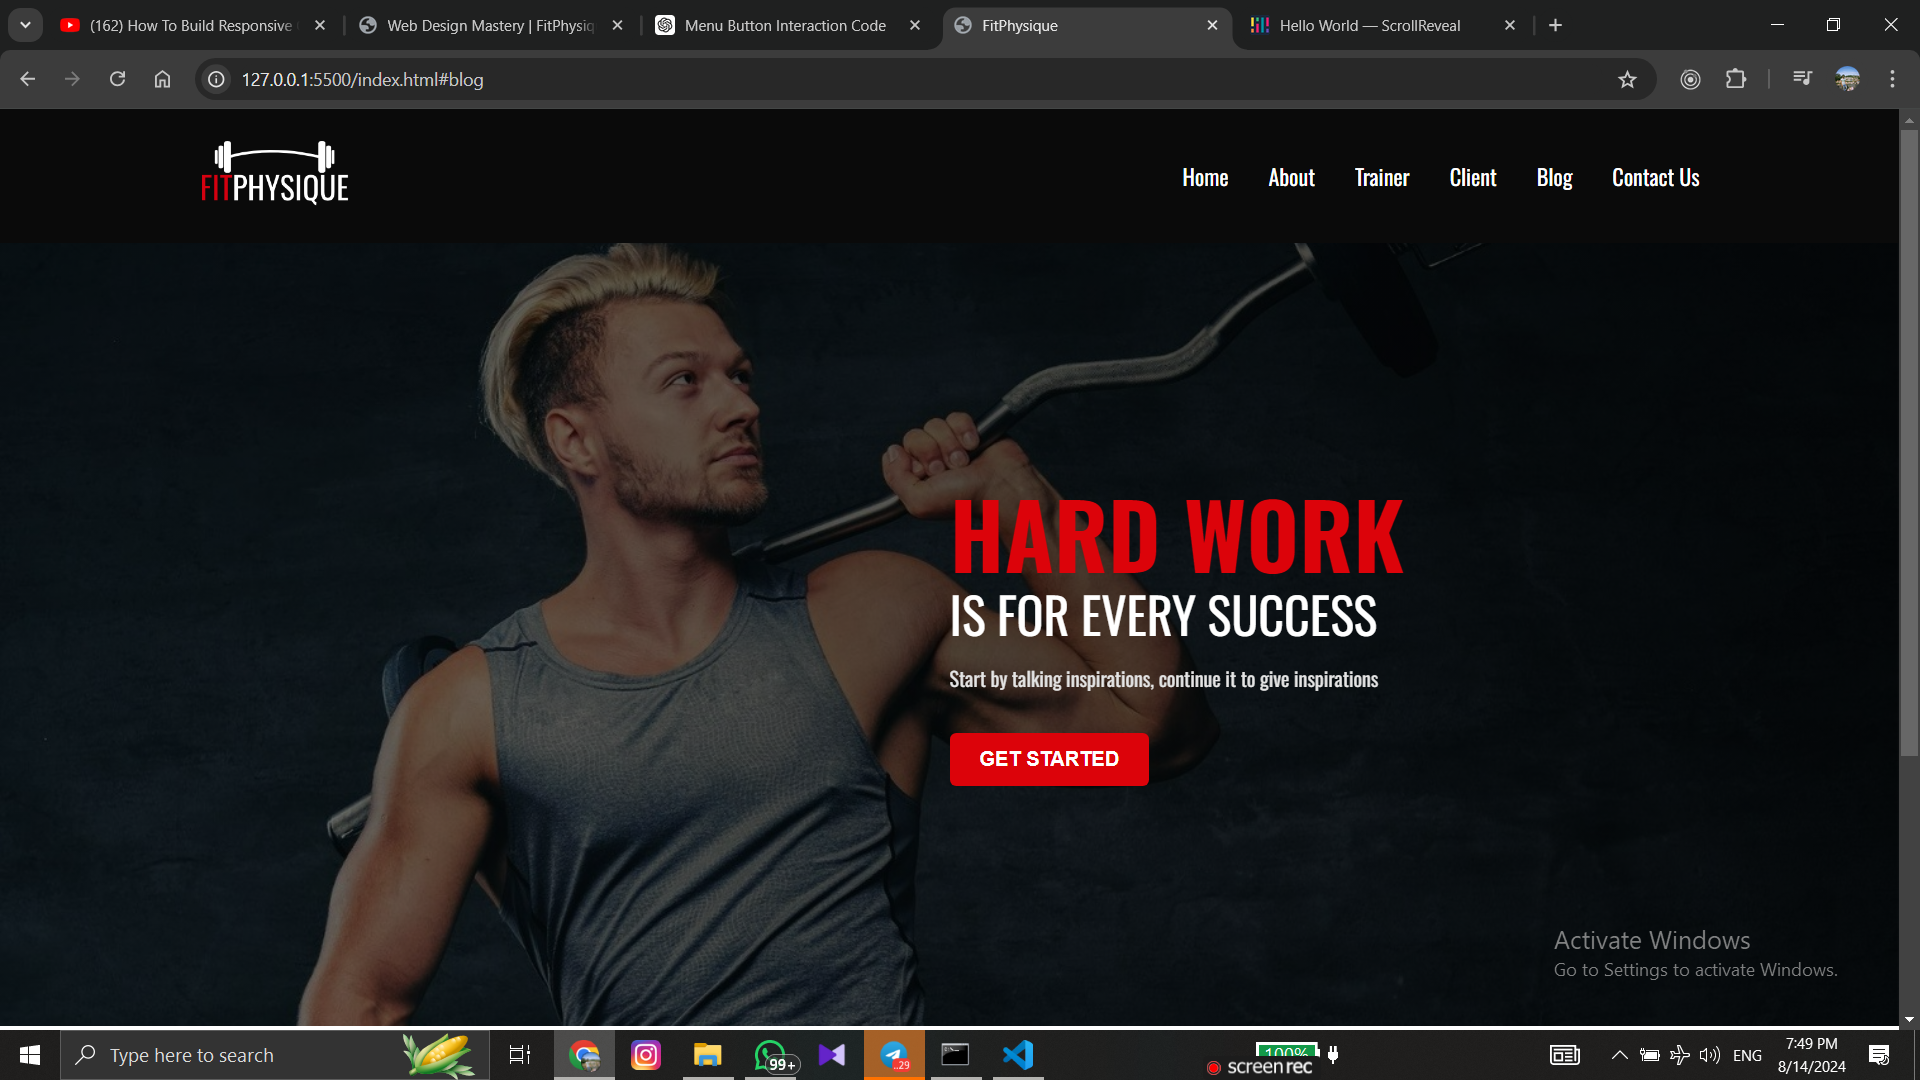 (162) How To Build Responsive
Web Design Mastery | FitPhysiq
Menu Button Interaction Code
FitPhysique
Hello World — ScrollReveal
127.0.0.1:5500/index.html#blog
FITPHYSIQUE
Home
About
Trainer
Client
Blog
Contact Us
HARD WORK
IS FOR EVERY SUCCESS
Start by talking inspirations, continue it to give inspirations
GET STARTED
Activate Windows
Go to Settings to activate Windows.
Type here to search
99+
..29
100%
screenrec
ENG
7:49 PM
8/14/2024